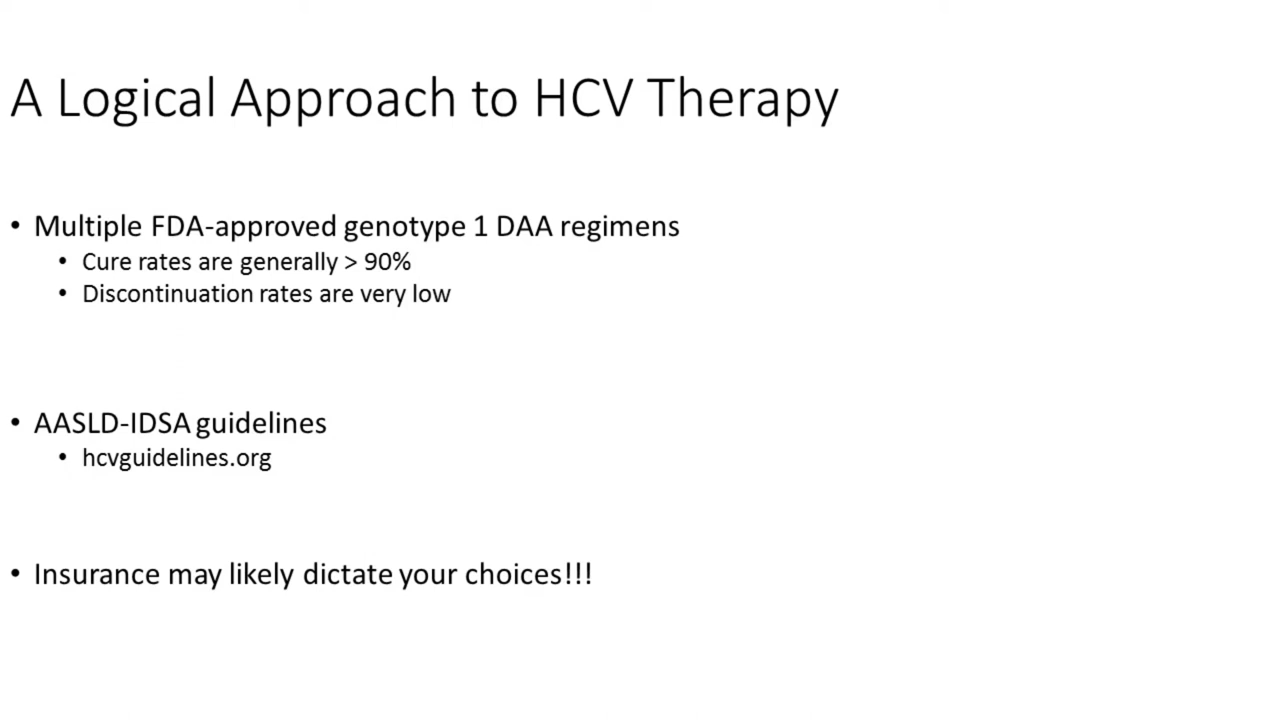 A Logical Approach to HCV Therapy
• Multiple FDA-approved genotype 1 DAA regimens
• Cure rates are generally > 90%
• Discontinuation rates are very low
• AASLD-IDSA guidelines
• hcvguidelines.org
• Insurance may likely dictate your choices!!!